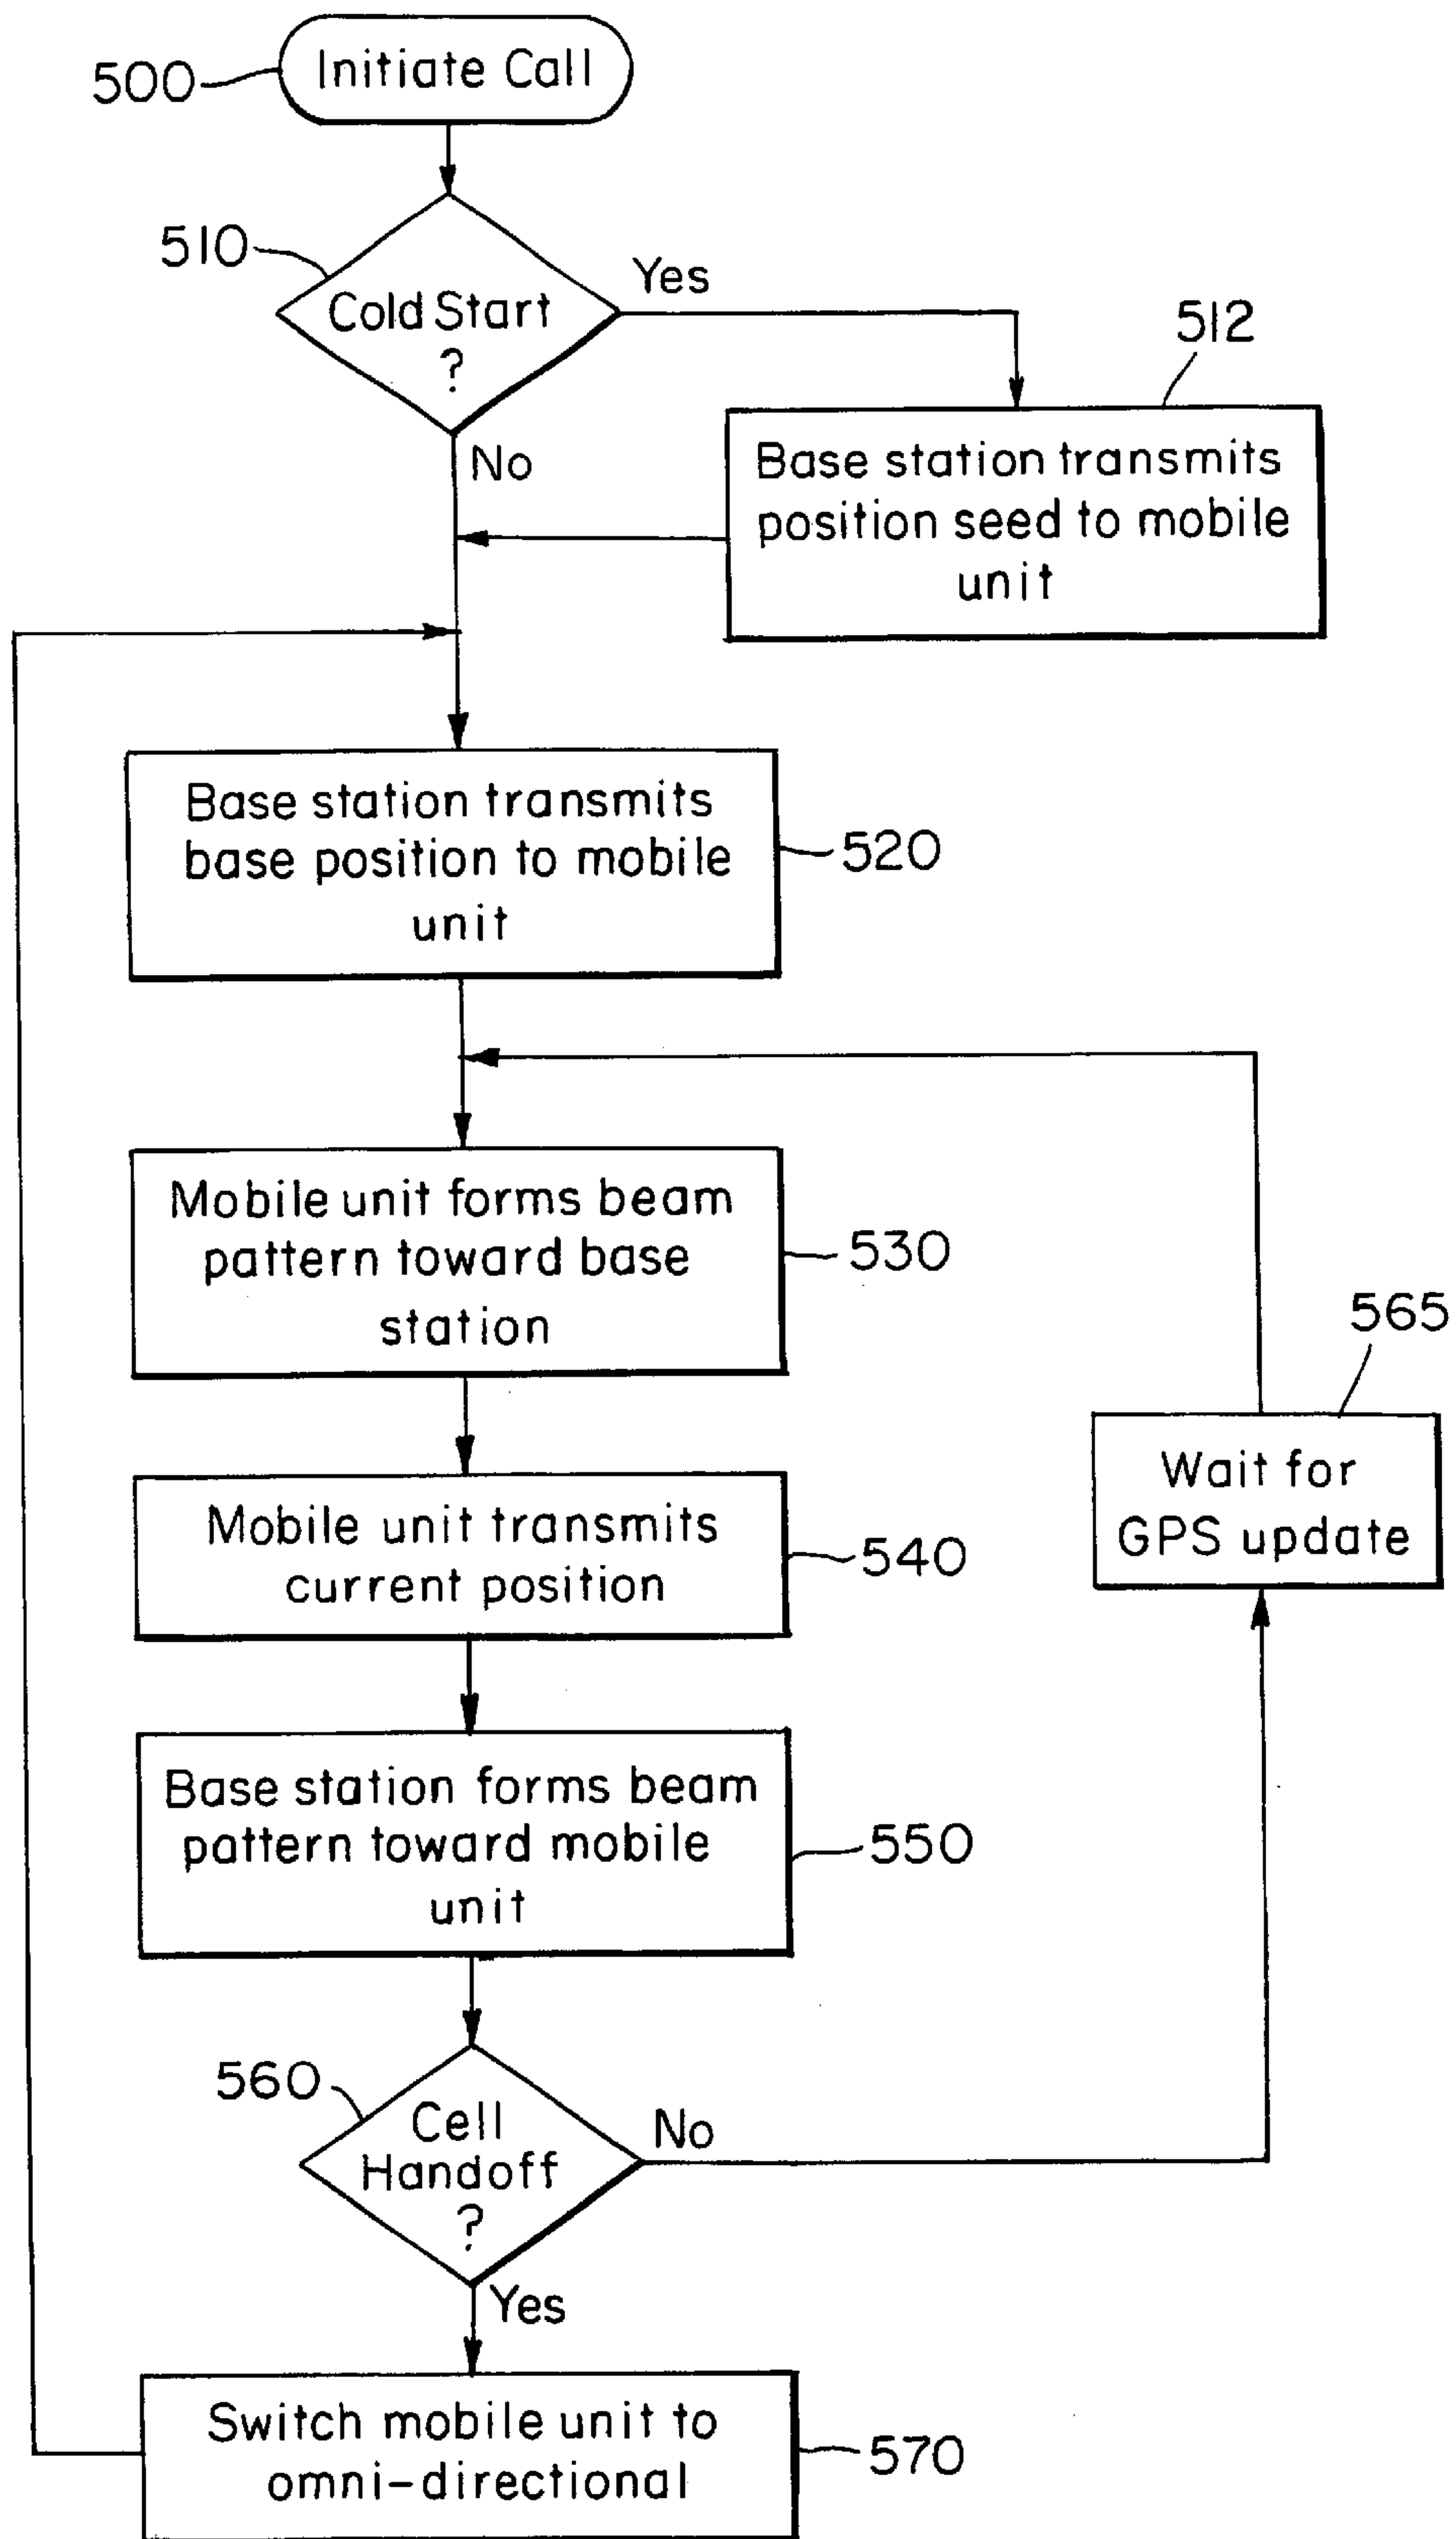 Initiate Call
500
510
Cold Start
?
Yes
No
512
Base station transmits
position seed to mobile
unit
Base station transmits
base position to mobile
unit
520
Mobile unit forms beam
pattern toward base
station
530
565
Wait for
GPS update
Mobile unit transmits
current position
540
Base station forms beam
pattern toward mobile
unit
550
560
Cell
Handoff
?
No
Yes
Switch mobile unit to
omni-directional
570